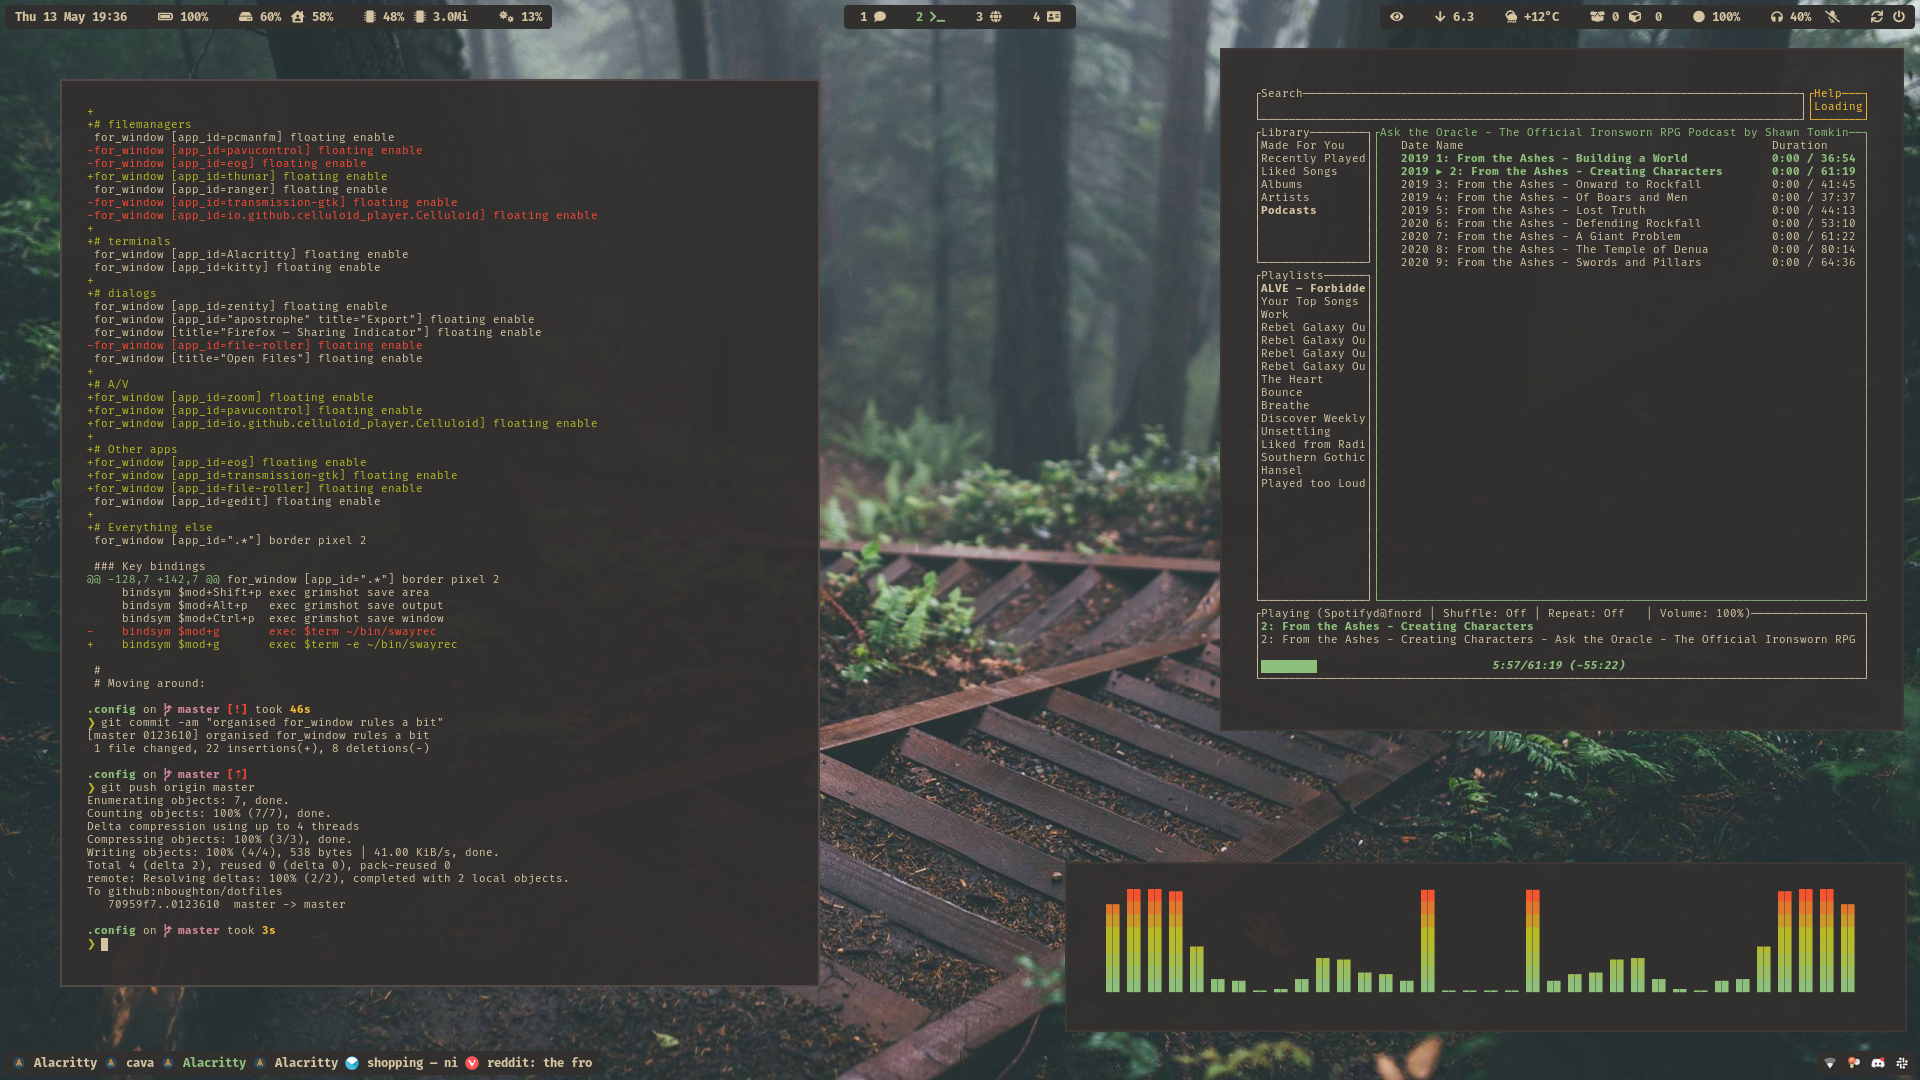 Thu 13 May 19:36 100% 60% 58% 48% 3.0Mi 13%
1 2 3 4
6.3 +12°C 0 0 100% 40%
+
+# filemanagers
 for_window [app_id=pcmanfm] floating enable
-for_window [app_id=pavucontrol] floating enable
-for_window [app_id=eog] floating enable
+for_window [app_id=thunar] floating enable
 for_window [app_id=ranger] floating enable
-for_window [app_id=transmission-gtk] floating enable
-for_window [app_id=io.github.celluloid_player.Celluloid] floating enable
+
+# terminals
 for_window [app_id=Alacritty] floating enable
 for_window [app_id=kitty] floating enable
+
+# dialogs
 for_window [app_id=zenity] floating enable
 for_window [app_id="apostrophe" title="Export"] floating enable
 for_window [title="Firefox — Sharing Indicator"] floating enable
-for_window [app_id=file-roller] floating enable
 for_window [title="Open Files"] floating enable
+
+# A/V
+for_window [app_id=zoom] floating enable
+for_window [app_id=pavucontrol] floating enable
+for_window [app_id=io.github.celluloid_player.Celluloid] floating enable
+
+# Other apps
+for_window [app_id=eog] floating enable
+for_window [app_id=transmission-gtk] floating enable
+for_window [app_id=file-roller] floating enable
 for_window [app_id=gedit] floating enable
+
+# Everything else
 for_window [app_id=".*"] border pixel 2
 ### Key bindings
@@ -128,7 +142,7 @@ for_window [app_id=".*"] border pixel 2
     bindsym $mod+Shift+p exec grimshot save area
     bindsym $mod+Alt+p   exec grimshot save output
     bindsym $mod+Ctrl+p  exec grimshot save window
-    bindsym $mod+g       exec $term ~/bin/swayrec
+    bindsym $mod+g       exec $term -e ~/bin/swayrec
 #
 # Moving around:
.config on master [!] took 46s
❯ git commit -am "organised for_window rules a bit"
[master 0123610] organised for_window rules a bit
 1 file changed, 22 insertions(+), 8 deletions(-)
.config on master [↑]
❯ git push origin master
Enumerating objects: 7, done.
Counting objects: 100% (7/7), done.
Delta compression using up to 4 threads
Compressing objects: 100% (3/3), done.
Writing objects: 100% (4/4), 538 bytes | 41.00 KiB/s, done.
Total 4 (delta 2), reused 0 (delta 0), pack-reused 0
remote: Resolving deltas: 100% (2/2), completed with 2 local objects.
To github:nboughton/dotfiles
   70959f7..0123610  master -> master
.config on master took 3s
❯
Search
Help
Loading
Library
Made For You
Recently Played
Liked Songs
Albums
Artists
Podcasts
Playlists
ALVE — Forbidde
Your Top Songs
Work
Rebel Galaxy Ou
Rebel Galaxy Ou
Rebel Galaxy Ou
Rebel Galaxy Ou
The Heart
Bounce
Breathe
Discover Weekly
Unsettling
Liked from Radi
Southern Gothic
Hansel
Played too Loud
Ask the Oracle - The Official Ironsworn RPG Podcast by Shawn Tomkin
Date Name Duration
2019 1: From the Ashes - Building a World 0:00 / 36:54
2019 ▶ 2: From the Ashes - Creating Characters 0:00 / 61:19
2019 3: From the Ashes - Onward to Rockfall 0:00 / 41:45
2019 4: From the Ashes - Of Boars and Men 0:00 / 37:37
2019 5: From the Ashes - Lost Truth 0:00 / 44:13
2020 6: From the Ashes - Defending Rockfall 0:00 / 53:10
2020 7: From the Ashes - A Giant Problem 0:00 / 61:22
2020 8: From the Ashes - The Temple of Denua 0:00 / 80:14
2020 9: From the Ashes - Swords and Pillars 0:00 / 64:36
Playing (Spotifyd@fnord | Shuffle: Off | Repeat: Off   | Volume: 100%)
2: From the Ashes - Creating Characters
2: From the Ashes - Creating Characters - Ask the Oracle - The Official Ironsworn RPG
5:57/61:19 (-55:22)
Alacritty cava Alacritty Alacritty shopping — ni reddit: the fro